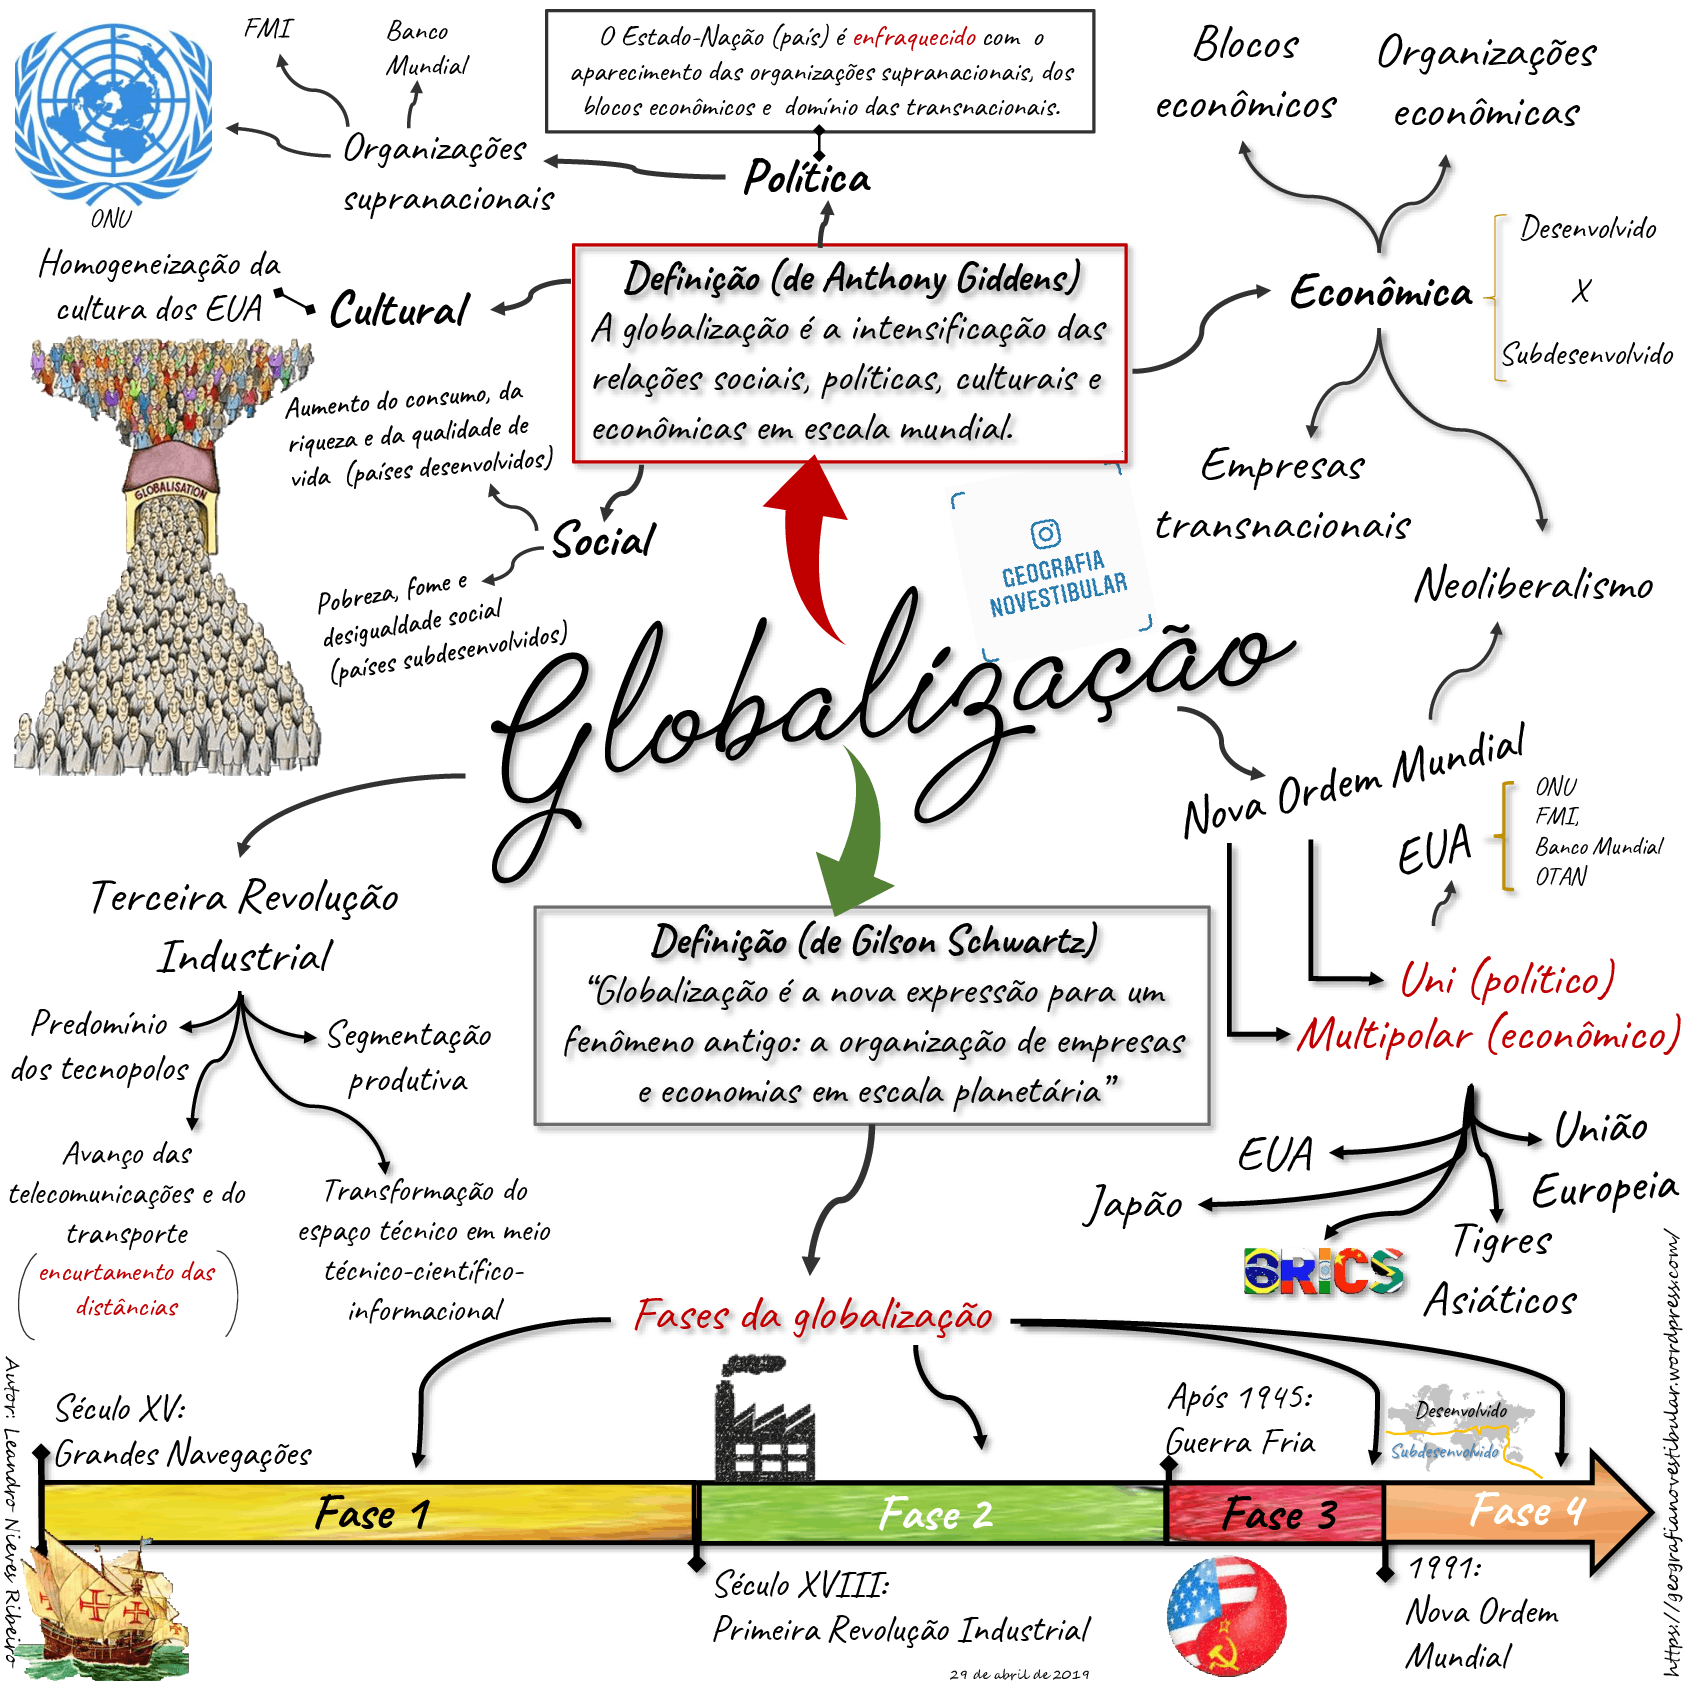 FMI
Banco
Mundial
O Estado-Nação (país) é enfraquecido com o
aparecimento das organizações supranacionais, dos
blocos econômicos e domínio das transnacionais.
Blocos
econômicos
Organizações
econômicas
Organizações
supranacionais
ONU
Política
Homogeneização da
cultura dos EUA
Cultural
Definição (de Anthony Giddens)
A globalização é a intensificação das
relações sociais, políticas, culturais e
econômicas em escala mundial.
Econômica
Desenvolvido
X
Subdesenvolvido
Aumento do consumo, da
riqueza e da qualidade de
vida (países desenvolvidos)
GLOBALISATION
Social
Pobreza, fome e
desigualdade social
(países subdesenvolvidos)
Empresas
transnacionais
GEOGRAFIA
NOVESTIBULAR
Neoliberalismo
Globalização
Nova Ordem Mundial
EUA
ONU
FMI,
Banco Mundial
OTAN
Terceira Revolução
Industrial
Predomínio
dos tecnopolos
Segmentação
produtiva
Avanço das
telecomunicações e do
transporte
(encurtamento das
distâncias)
Transformação do
espaço técnico em meio
técnico-científico-
informacional
Definição (de Gilson Schwartz)
“Globalização é a nova expressão para um
fenômeno antigo: a organização de empresas
e economias em escala planetária”
Uni (político)
Multipolar (econômico)
EUA
Japão
BRICS
Tigres
Asiáticos
União
Europeia
Fases da globalização
Século XV:
Grandes Navegações
Após 1945:
Guerra Fria
Desenvolvido
Subdesenvolvido
Fase 1
Fase 2
Fase 3
Fase 4
Século XVIII:
Primeira Revolução Industrial
1991:
Nova Ordem
Mundial
29 de abril de 2019
Autor: Leandro Nieves Ribeiro-
https://geografianovestibular.wordpress.com/